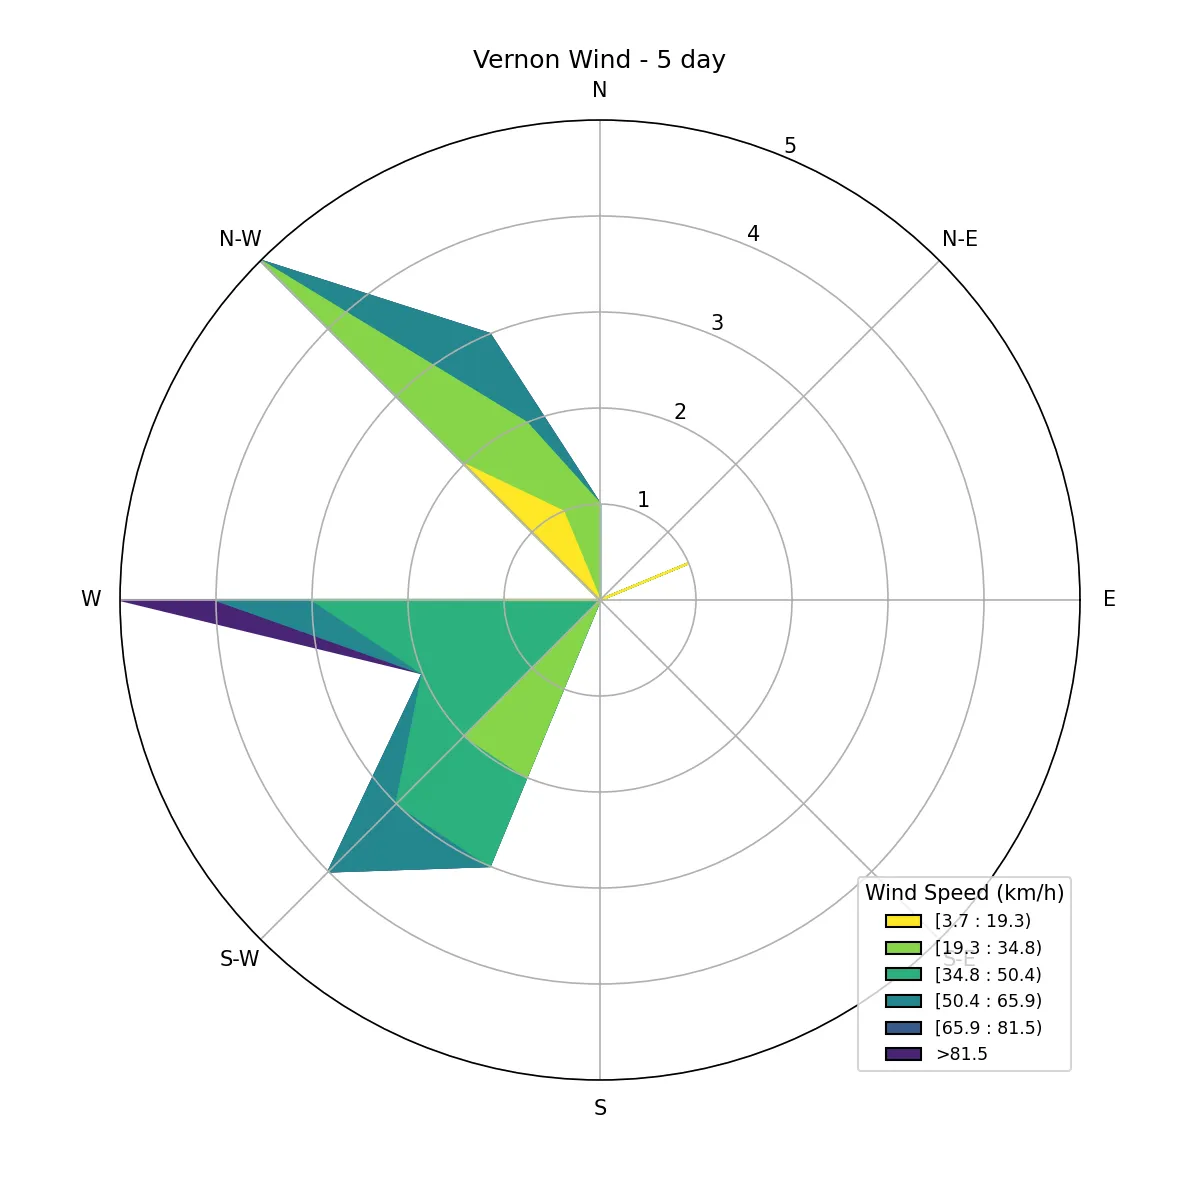 Vernon Wind - 5 day
N
5
N-W
N-E
4
3
2
1
W
E
S-W
S-E
S
Wind Speed (km/h)
[3.7 : 19.3)
[19.3 : 34.8)
[34.8 : 50.4)
[50.4 : 65.9)
[65.9 : 81.5)
>81.5